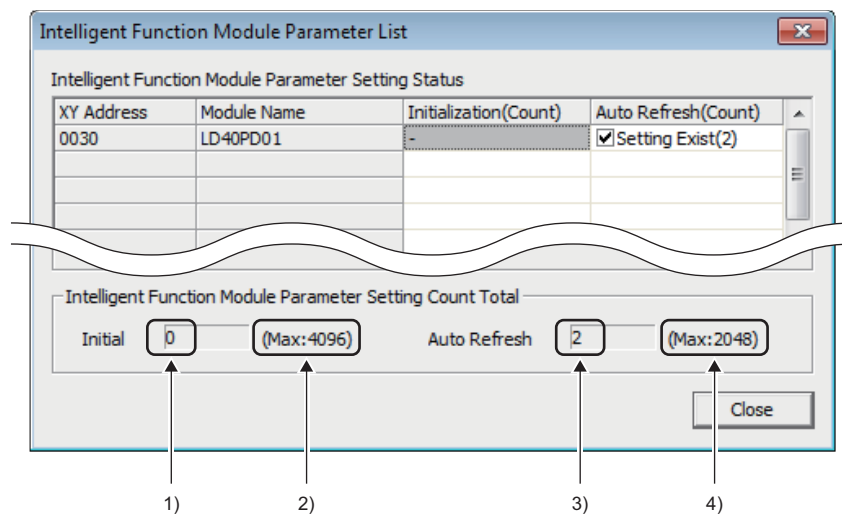 Intelligent Function Module Parameter List
Intelligent Function Module Parameter Setting Status
XY Address Module Name Initialization(Count) Auto Refresh(Count)
0030 LD40PD01 - Setting Exist(2)
Intelligent Function Module Parameter Setting Count Total
Initial 0 (Max:4096) Auto Refresh 2 (Max:2048)
Close
1) 2) 3) 4)